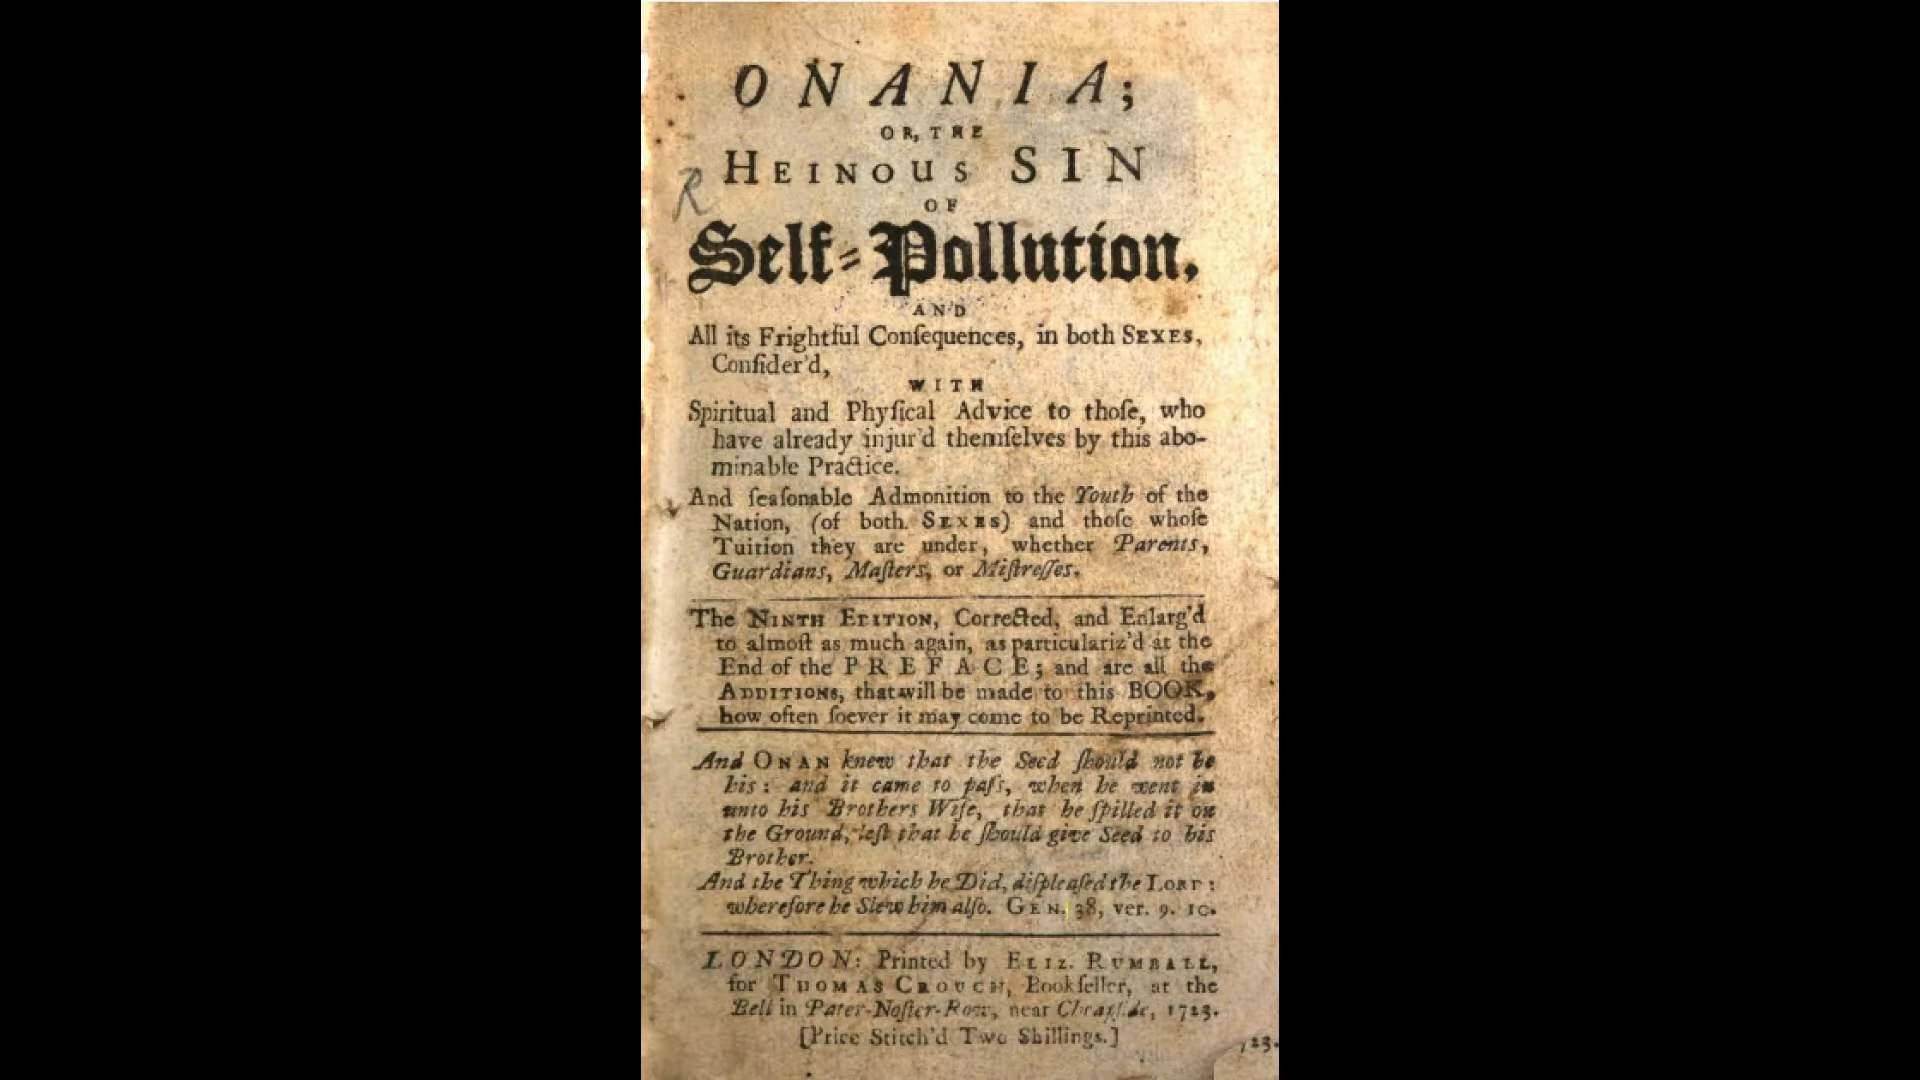 ONANIA;
OR, THE
HEINOUS SIN
OF
Self-Pollution,
AND
All its Frightful Conſequences, in both SEXES,
Conſider'd,
WITH
Spiritual and Phyſical Advice to thoſe, who
have already injur'd themſelves by this abo-
minable Practice.
And ſeaſonable Admonition to the Youth of the
Nation, (of both SEXES) and thoſe whoſe
Tuition they are under, whether Parents,
Guardians, Maſters, or Miſtreſſes.
The NINTH EDITION, Corrected, and Enlarg'd
to almoſt as much again, as particulariz'd at the
End of the PREFACE; and are all the
ADDITIONS, that will be made to this BOOK,
how often ſoever it may come to be Reprinted.
And ONAN knew that the Seed ſhould not be
his: and it came to paſs, when he went in
unto his Brothers Wife, that he ſpilled it on
the Ground, leſt that he ſhould give Seed to his
Brother.
And the Thing which he Did, diſpleaſed the LORD:
wherefore he Slew him alſo. GEN. 38, ver. 9. 10.
LONDON: Printed by ELIZ. RUMBALL,
for THOMAS CROUCH, Bookſeller, at the
Bell in Pater-Noſter-Row, near Cheapſide, 1723.
[Price Stitch'd Two Shillings.]
R
723.